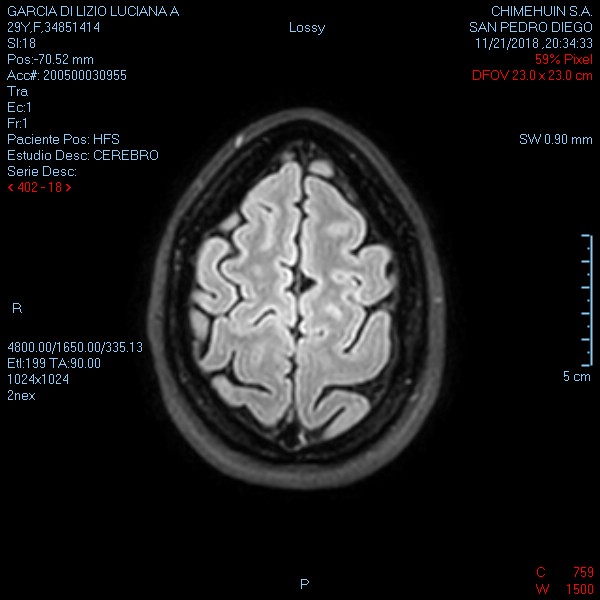 GARCIA DI LIZIO LUCIANA A
29Y,F,34851414
Sl:18
Pos:-70.52 mm
Acc#: 200500030955
Tra
Ec:1
Fr:1
Paciente Pos: HFS
Estudio Desc: CEREBRO
Serie Desc:
< 402 - 18 >
Lossy
CHIMEHUIN S.A.
SAN PEDRO DIEGO
11/21/2018 ,20:34:33
59% Pixel
DFOV 23.0 x 23.0 cm
SW 0.90 mm
R
4800.00/1650.00/335.13
Etl:199 TA:90.00
1024x1024
2nex
5 cm
P
C 759
W 1500